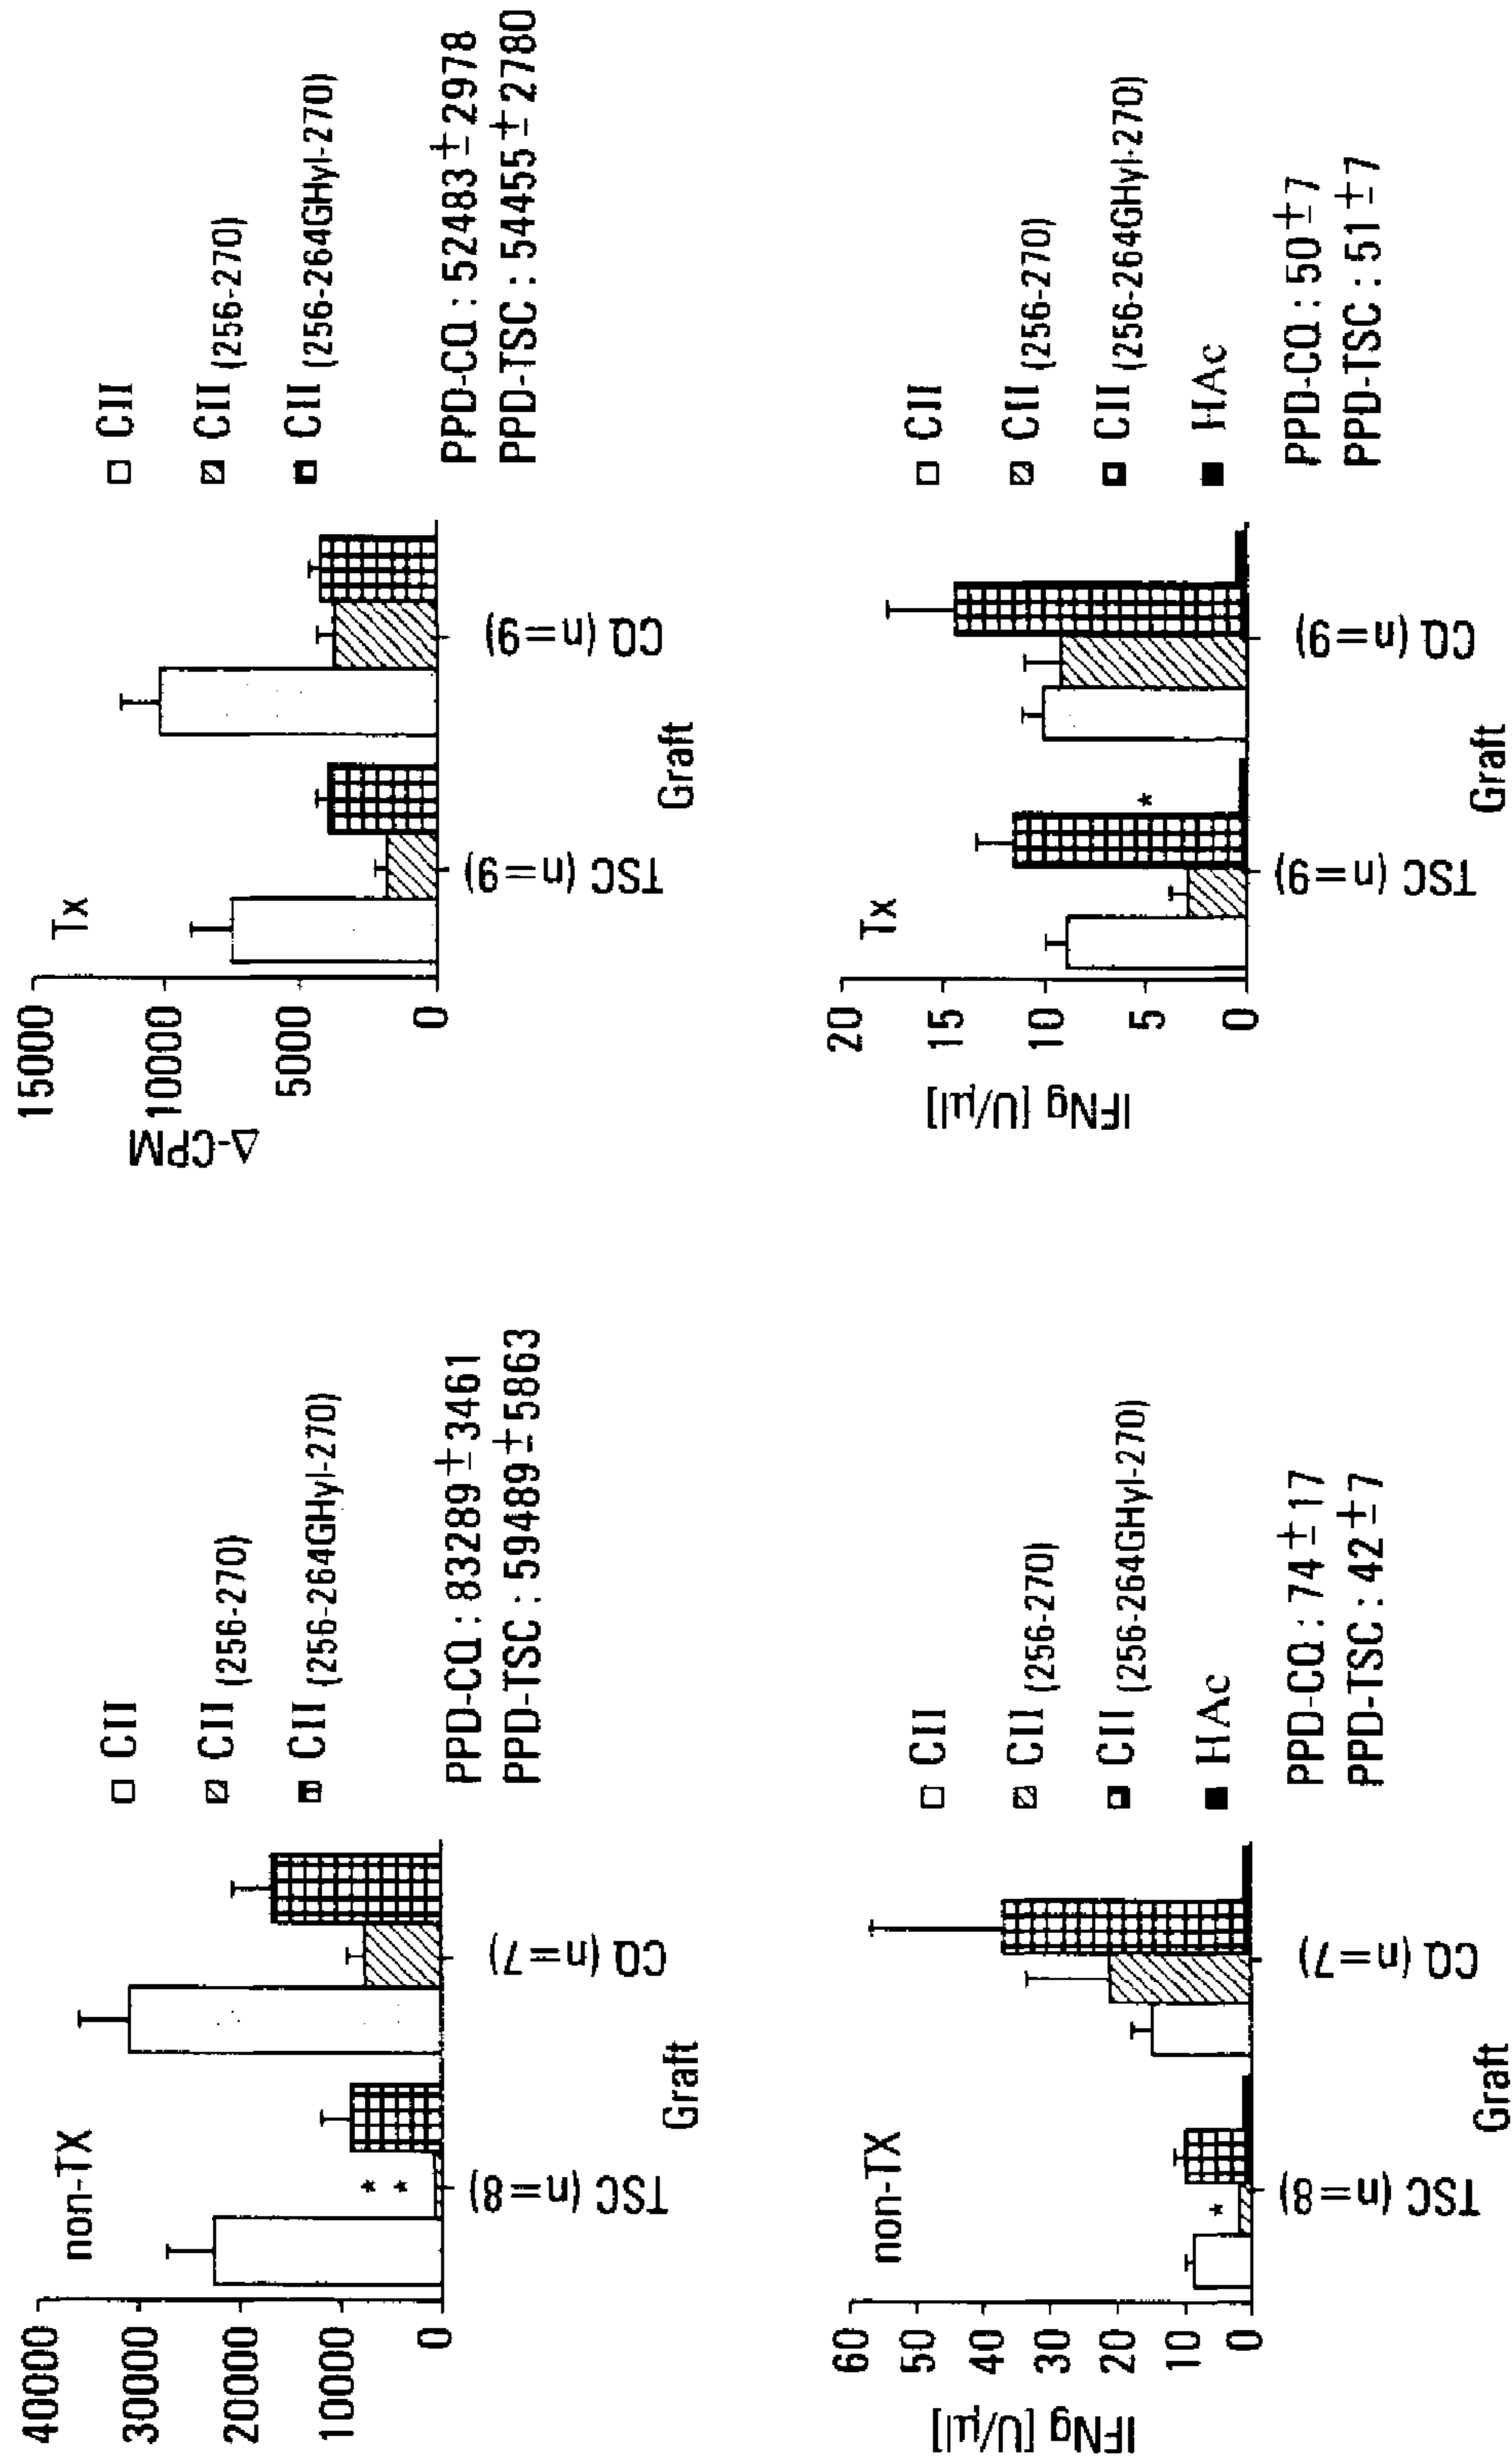 non-TX
40000
30000
20000
10000
0
TSC (n=8)
CQ (n=7)
Graft
* *
CII
CII (256-270)
CII (256-264GHyl-270)
PPD-CQ : 83289 ± 3461
PPD-TSC : 59489 ± 5863
Tx
Δ-CPM
15000
10000
5000
0
TSC (n=9)
CQ (n=9)
Graft
CII
CII (256-270)
CII (256-264GHyl-270)
PPD-CQ : 52483 ± 2978
PPD-TSC : 54455 ± 2780
non-TX
IFNg [U/µl]
60
50
40
30
20
10
0
*
TSC (n=8)
CQ (n=7)
Graft
CII
CII (256-270)
CII (256-264GHyl-270)
HAc
PPD-CQ : 74 ± 17
PPD-TSC : 42 ± 7
Tx
IFNg [U/µl]
20
15
10
5
0
*
TSC (n=9)
CQ (n=9)
Graft
CII
CII (256-270)
CII (256-264GHyl-270)
HAc
PPD-CQ : 50 ± 7
PPD-TSC : 51 ± 7